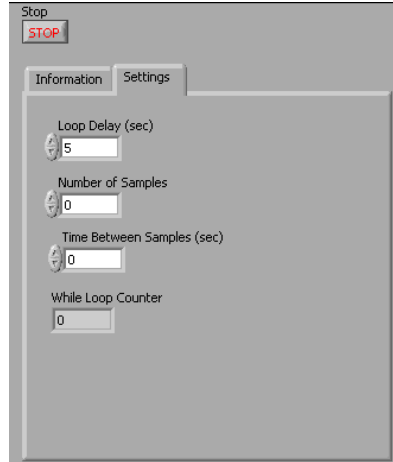 Stop
STOP
Information Settings
Loop Delay (sec)
5
Number of Samples
0
Time Between Samples (sec)
0
While Loop Counter
0